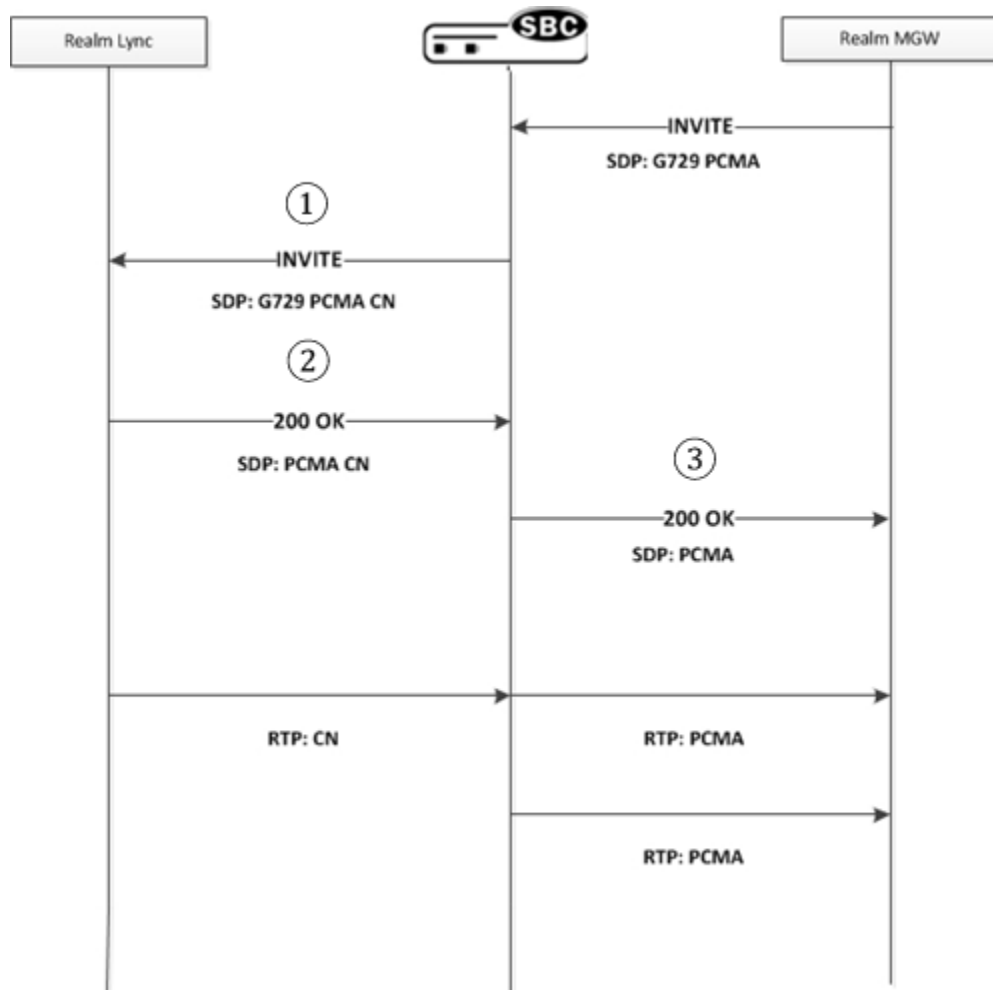 Realm Lync
SBC
Realm MGW
INVITE
SDP: G729 PCMA
1
INVITE
SDP: G729 PCMA CN
2
200 OK
SDP: PCMA CN
3
200 OK
SDP: PCMA
RTP: CN
RTP: PCMA
RTP: PCMA